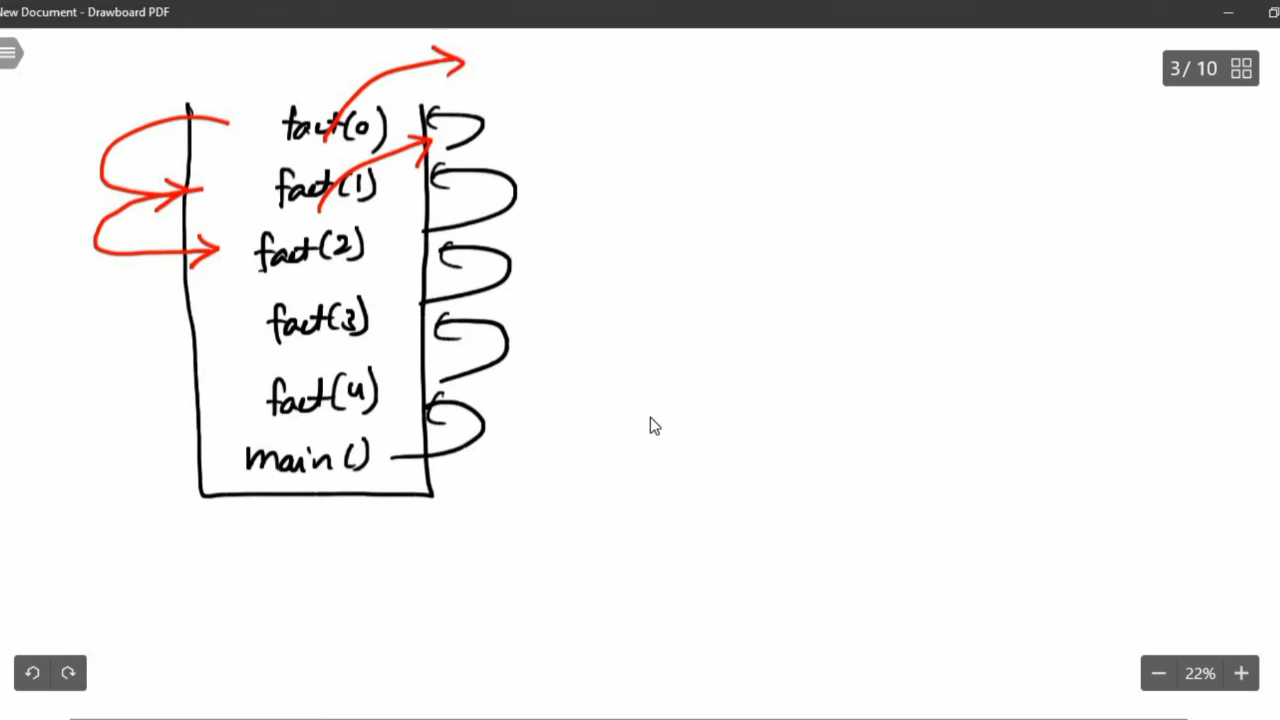 New Document - Drawboard PDF
3 / 10
fact(0)
fact(1)
fact(2)
fact(3)
fact(4)
main()
22%